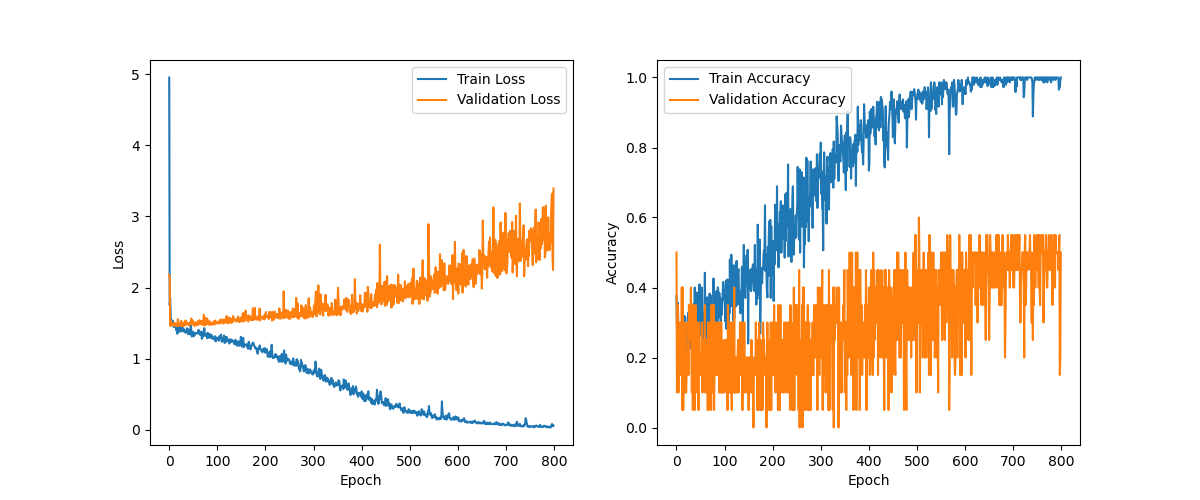 Train Loss
Validation Loss
5
4
3
2
1
0
Loss
0 100 200 300 400 500 600 700 800
Epoch
Train Accuracy
Validation Accuracy
1.0
0.8
0.6
0.4
0.2
0.0
Accuracy
0 100 200 300 400 500 600 700 800
Epoch